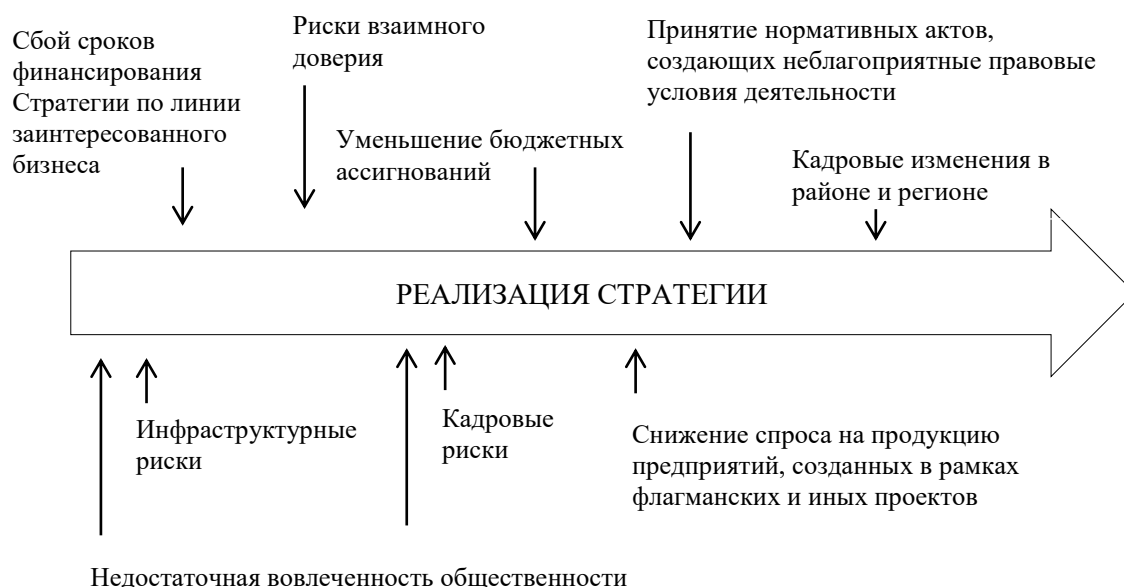 Сбой сроков
финансирования
Стратегии по линии
заинтересованного
бизнеса
Риски взаимного
доверия
Уменьшение бюджетных
ассигнований
Принятие нормативных актов,
создающих неблагоприятные правовые
условия деятельности
Кадровые изменения в
районе и регионе
РЕАЛИЗАЦИЯ СТРАТЕГИИ
Инфраструктурные
риски
Кадровые
риски
Снижение спроса на продукцию
предприятий, созданных в рамках
флагманских и иных проектов
Недостаточная вовлеченность общественности